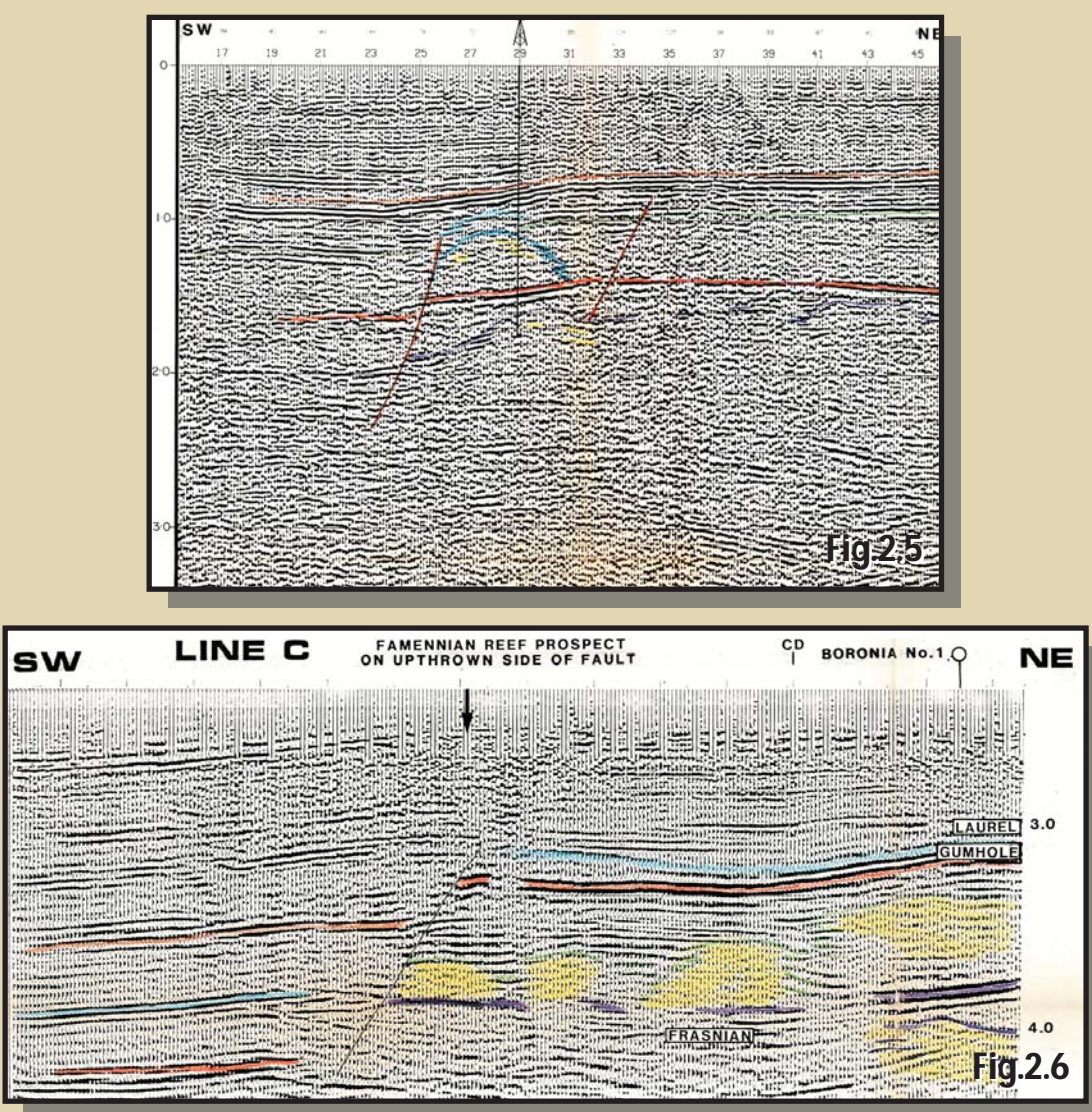 SW NE
17 19 21 23 25 27 29 31 33 35 37 39 41 43 45
0
1·0
2·0
3·0
Fig2.5
SW LINE C FAMENNIAN REEF PROSPECT CD BORONIA No.1 NE
ON UPTHROWN SIDE OF FAULT
LAUREL 3.0
GUMHOLE
FRASNIAN 4.0
Fig.2.6